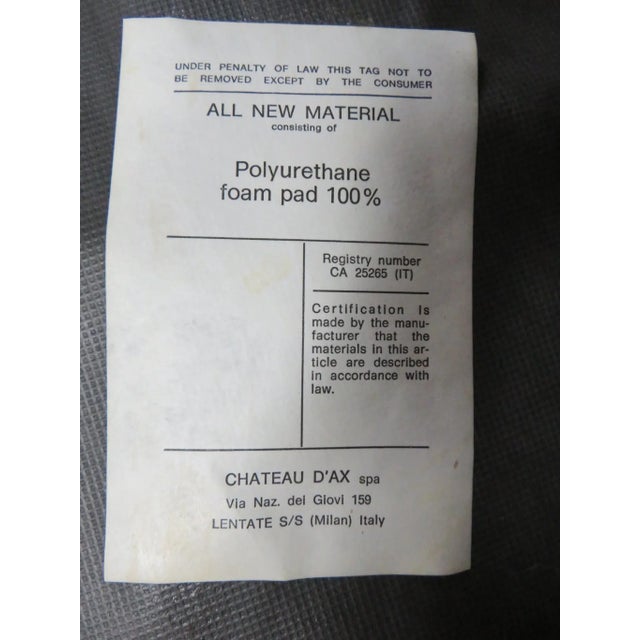 UNDER PENALTY OF LAW THIS TAG NOT TO
BE REMOVED EXCEPT BY THE CONSUMER
ALL NEW MATERIAL
consisting of
Polyurethane
foam pad 100%
Registry number
CA 25265 (IT)
Certification is
made by the manu-
facturer that the
materials in this ar-
ticle are described
in accordance with
law.
CHATEAU D'AX spa
Via Naz. dei Giovi 159
LENTATE S/S (Milan) Italy